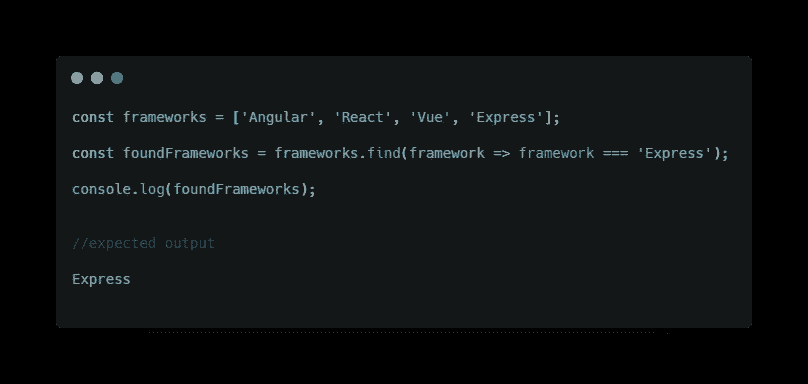 const frameworks = ['Angular', 'React', 'Vue', 'Express'];
const foundFrameworks = frameworks.find(framework => framework === 'Express');
console.log(foundFrameworks);
//expected output
Express